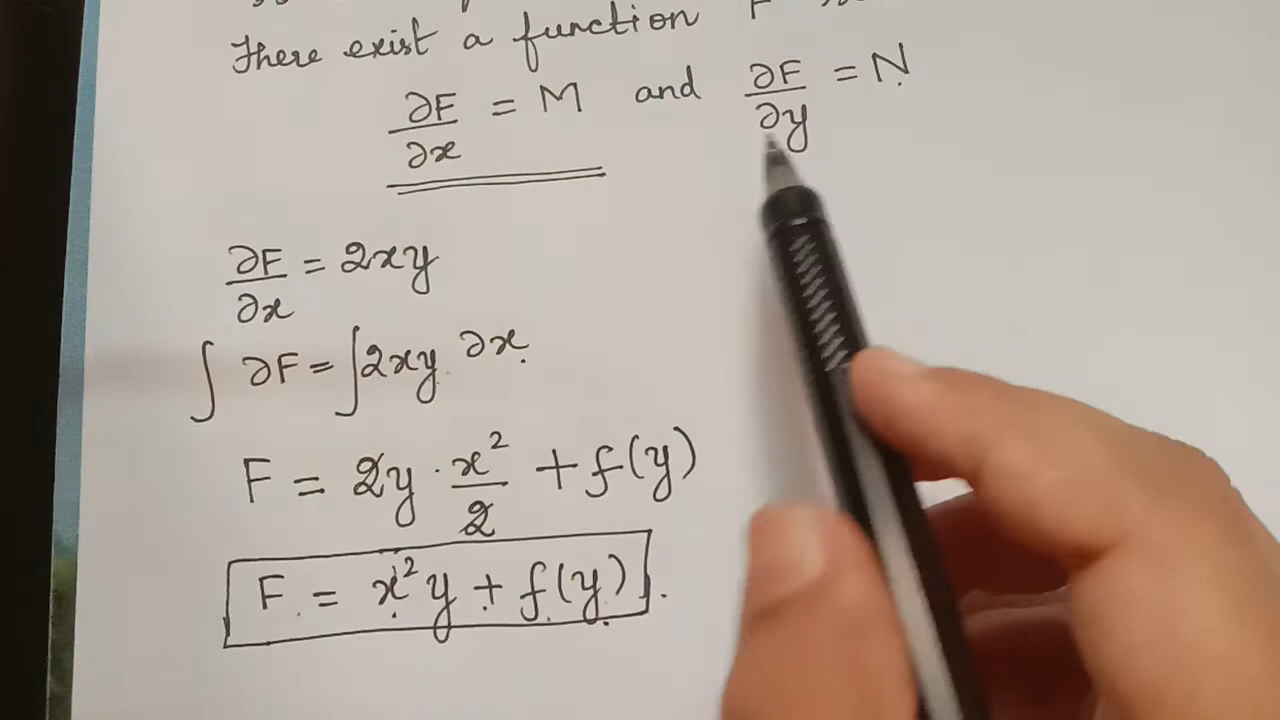 There exist a function F
∂F/∂x = M and ∂F/∂y = N
∂F/∂x = 2xy
∫ ∂F = ∫2xy ∂x
F = 2y · x²/2 + f(y)
F = x²y + f(y)